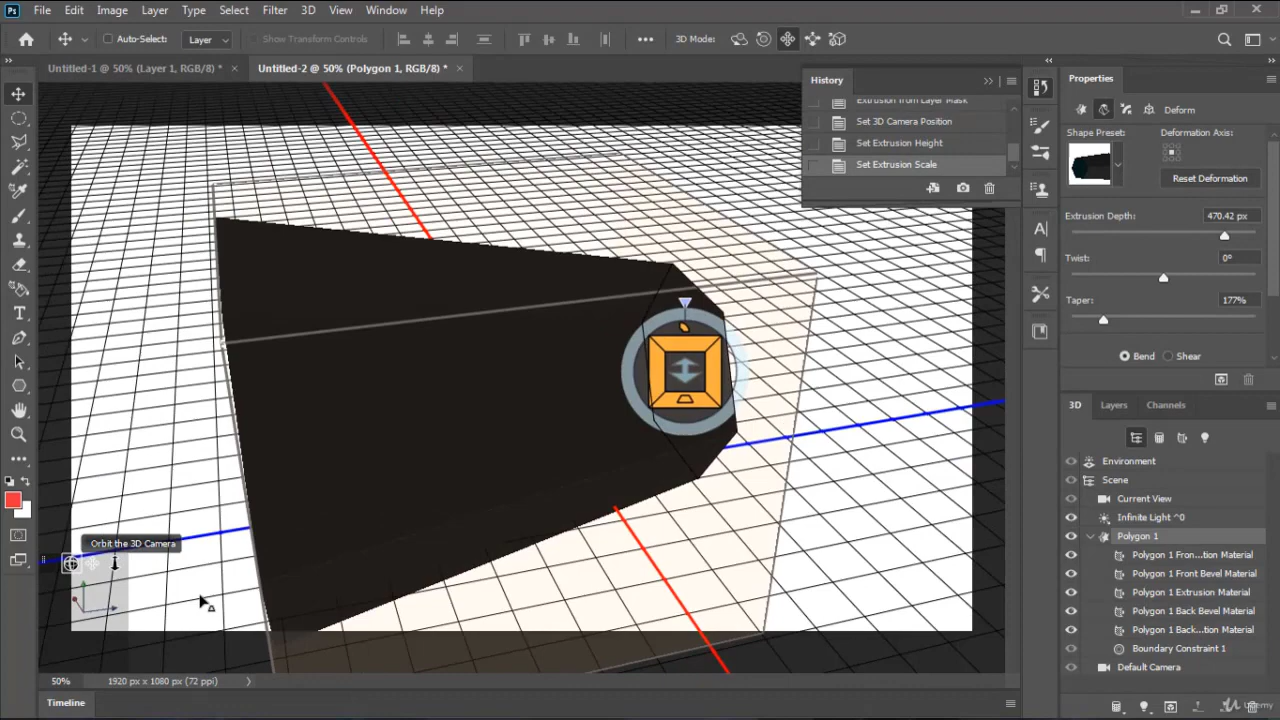 Ps File Edit Image Layer Type Select Filter 3D View Window Help
Auto-Select: Layer Show Transform Controls 3D Mode:
Untitled-1 @ 50% (Layer 1, RGB/8) * × Untitled-2 @ 50% (Polygon 1, RGB/8) * ×
History
Extrusion from Layer Mask
Set 3D Camera Position
Set Extrusion Height
Set Extrusion Scale
Properties
Deform
Shape Preset: Deformation Axis:
Reset Deformation
Extrusion Depth: 470.42 px
Twist: 0°
Taper: 177%
Bend Shear
3D Layers Channels
Environment
Scene
Current View
Infinite Light ^0
Polygon 1
Polygon 1 Fron...tion Material
Polygon 1 Front Bevel Material
Polygon 1 Extrusion Material
Polygon 1 Back Bevel Material
Polygon 1 Back...tion Material
Boundary Constraint 1
Default Camera
Orbit the 3D Camera
50% 1920 px x 1080 px (72 ppi)
Timeline
Udemy